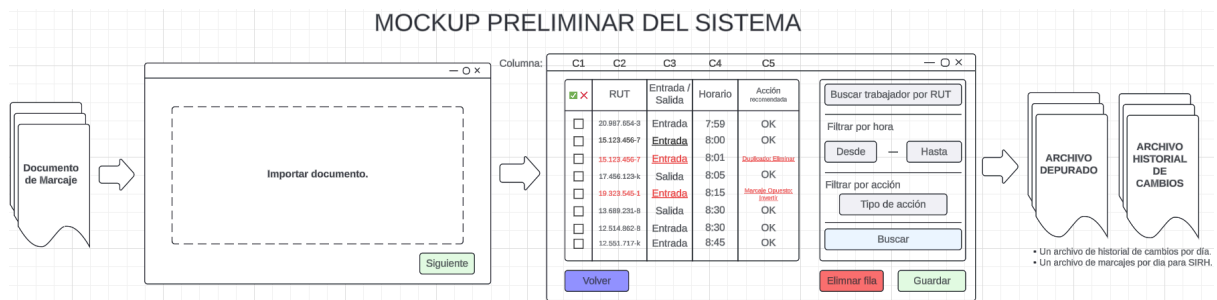 MOCKUP PRELIMINAR DEL SISTEMA
Documento
de Marcaje
Importar documento.
Siguiente
Columna: C1 C2 C3 C4 C5
RUT Entrada / Salida Horario Acción recomendada
20.987.654-3 Entrada 7:59 OK
15.123.456-7 Entrada 8:00 OK
15.123.456-7 Entrada 8:01 Duplicado: Eliminar
17.456.123-k Salida 8:05 OK
19.323.545-1 Entrada 8:15 Marcaje Opuesto: Invertir
13.689.231-8 Salida 8:30 OK
12.514.862-8 Entrada 8:30 OK
12.551.717-k Entrada 8:45 OK
Volver
Buscar trabajador por RUT
Filtrar por hora
Desde — Hasta
Filtrar por acción
Tipo de acción
Buscar
Elimnar fila
Guardar
ARCHIVO
DEPURADO
ARCHIVO
HISTORIAL
DE
CAMBIOS
• Un archivo de historial de cambios por día.
• Un archivo de marcajes por dia para SIRH.